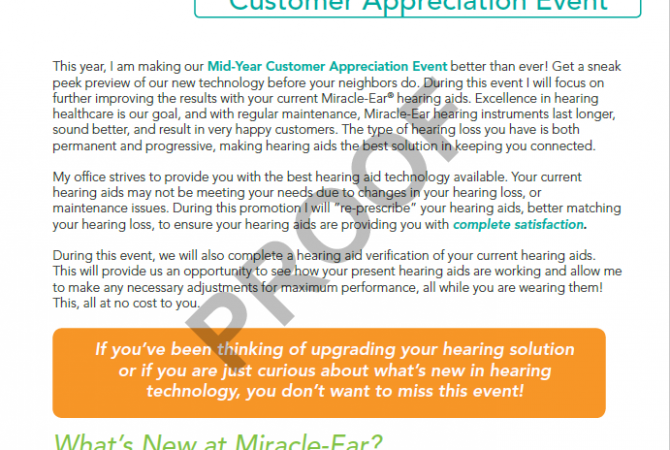 Customer Appreciation Event
This year, I am making our Mid-Year Customer Appreciation Event better than ever! Get a sneak
peek preview of our new technology before your neighbors do. During this event I will focus on
further improving the results with your current Miracle-Ear® hearing aids. Excellence in hearing
healthcare is our goal, and with regular maintenance, Miracle-Ear hearing instruments last longer,
sound better, and result in very happy customers. The type of hearing loss you have is both
permanent and progressive, making hearing aids the best solution in keeping you connected.
My office strives to provide you with the best hearing aid technology available. Your current
hearing aids may not be meeting your needs due to changes in your hearing loss, or
maintenance issues. During this promotion I will “re-prescribe” your hearing aids, better matching
your hearing loss, to ensure your hearing aids are providing you with complete satisfaction.
During this event, we will also complete a hearing aid verification of your current hearing aids.
This will provide us an opportunity to see how your present hearing aids are working and allow me
to make any necessary adjustments for maximum performance, all while you are wearing them!
This, all at no cost to you.
PROOF
If you’ve been thinking of upgrading your hearing solution
or if you are just curious about what’s new in hearing
technology, you don’t want to miss this event!
What’s New at Miracle-Ear?